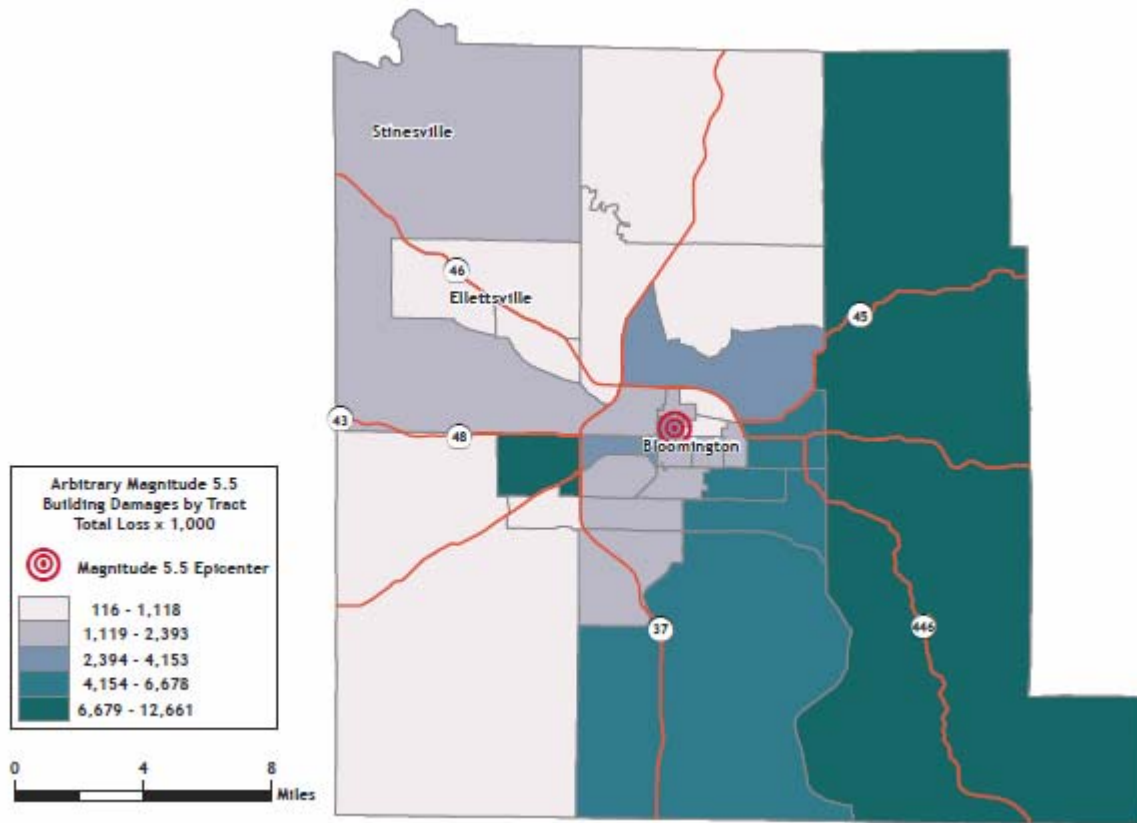 Stinesville
46
Ellettsville
45
43
48
Bloomington
Arbitrary Magnitude 5.5
Building Damages by Tract
Total Loss x 1,000
Magnitude 5.5 Epicenter
116 - 1,118
1,119 - 2,393
2,394 - 4,153
4,154 - 6,678
6,679 - 12,661
37
446
0 4 8
Miles